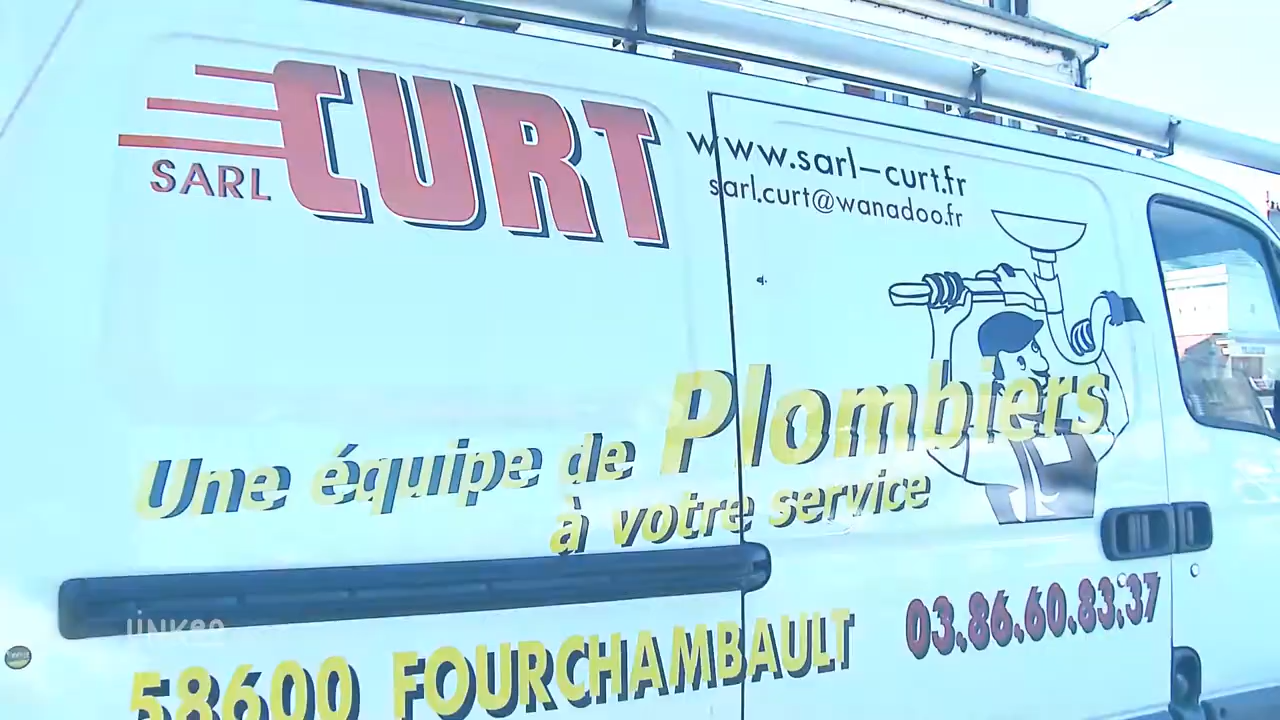 SARL CURT
www.sarl-curt.fr
sarl.curt@wanadoo.fr
Une équipe de Plombiers
à votre service
58600 FOURCHAMBAULT
03.86.60.83.37